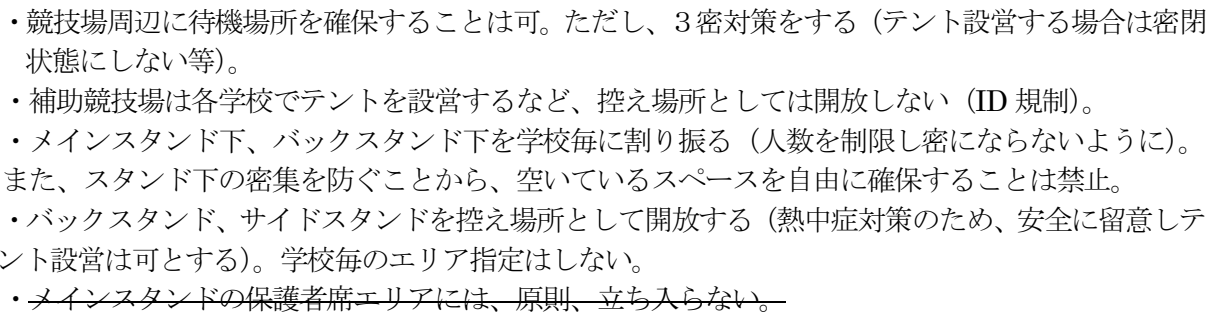 ・競技場周辺に待機場所を確保することは可。ただし、３密対策をする（テント設営する場合は密閉
状態にしない等）。
・補助競技場は各学校でテントを設営するなど、控え場所としては開放しない（ID 規制）。
・メインスタンド下、バックスタンド下を学校毎に割り振る（人数を制限し密にならないように）。
また、スタンド下の密集を防ぐことから、空いているスペースを自由に確保することは禁止。
・バックスタンド、サイドスタンドを控え場所として開放する（熱中症対策のため、安全に留意しテ
ント設営は可とする）。学校毎のエリア指定はしない。
・メインスタンドの保護者席エリアには、原則、立ち入らない。